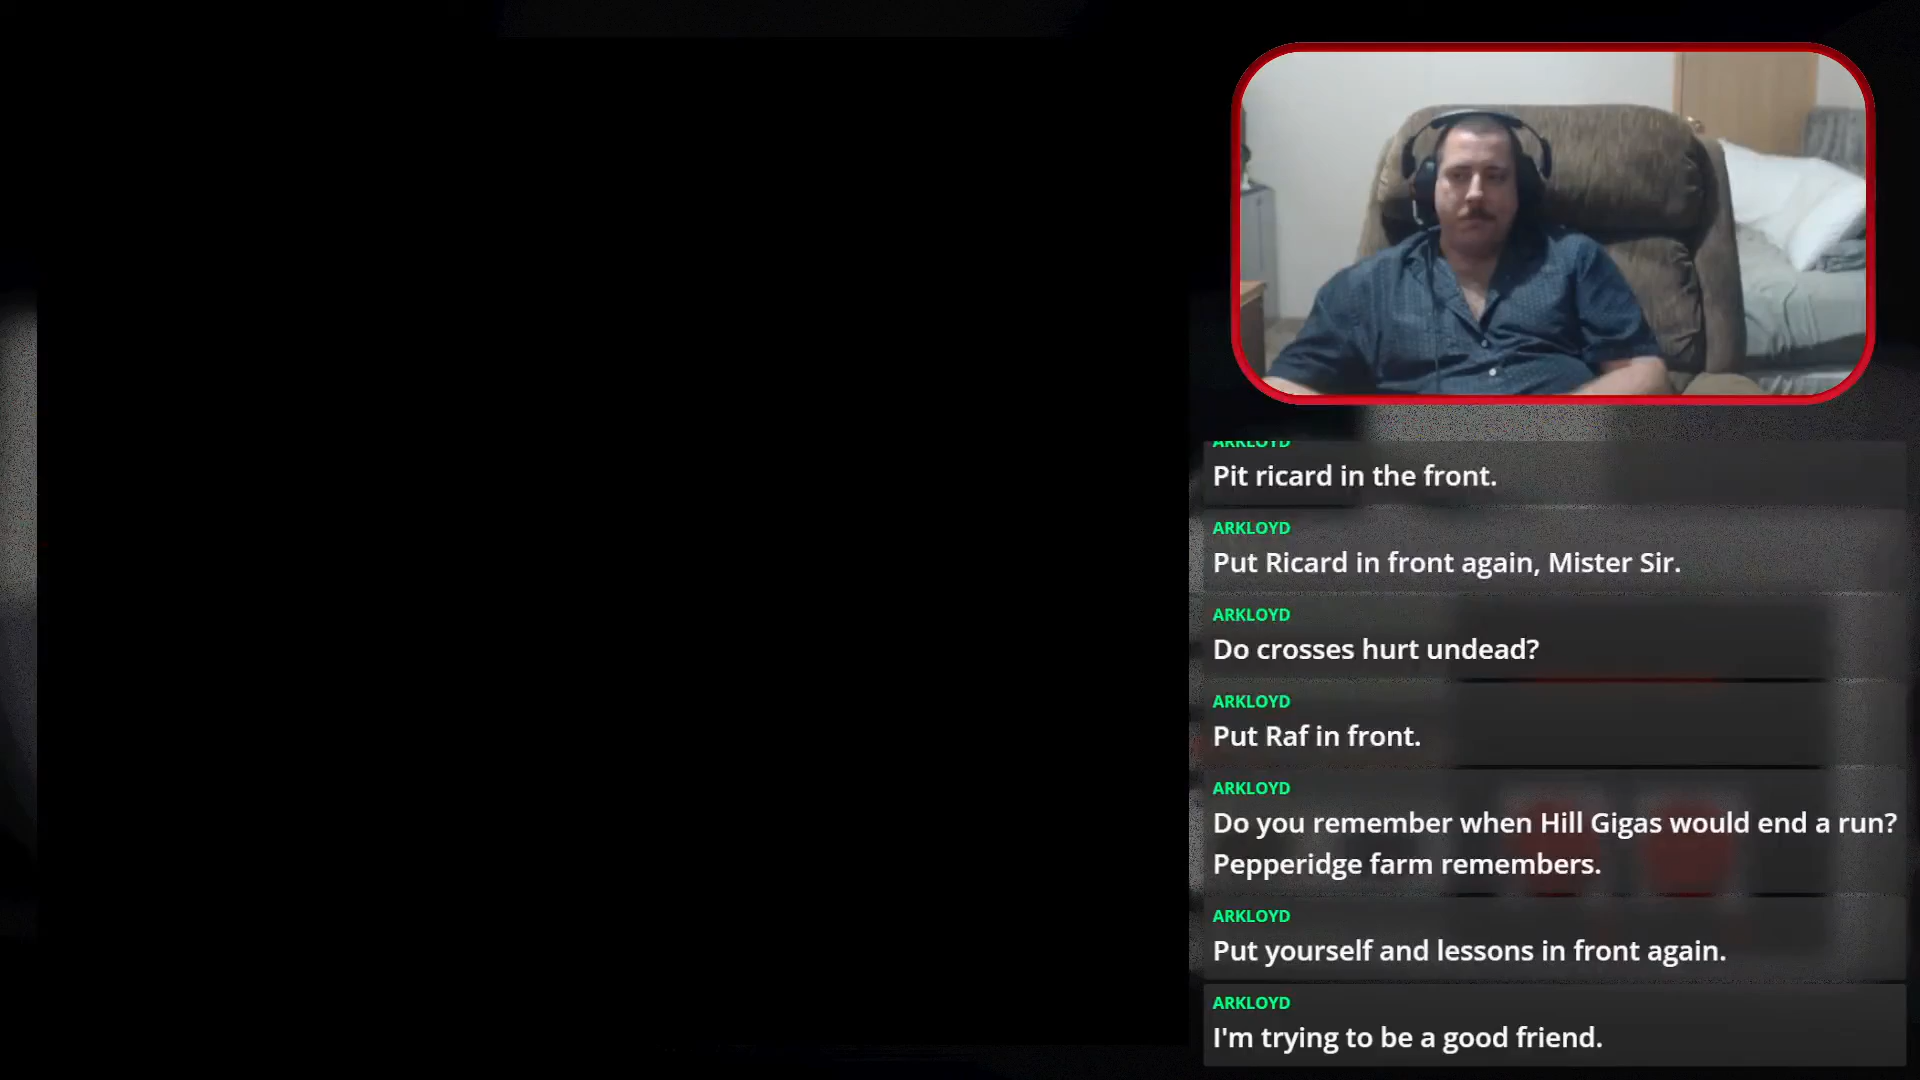 ARKLOYD
Pit ricard in the front.
ARKLOYD
Put Ricard in front again, Mister Sir.
ARKLOYD
Do crosses hurt undead?
ARKLOYD
Put Raf in front.
ARKLOYD
Do you remember when Hill Gigas would end a run?
Pepperidge farm remembers.
ARKLOYD
Put yourself and lessons in front again.
ARKLOYD
I'm trying to be a good friend.